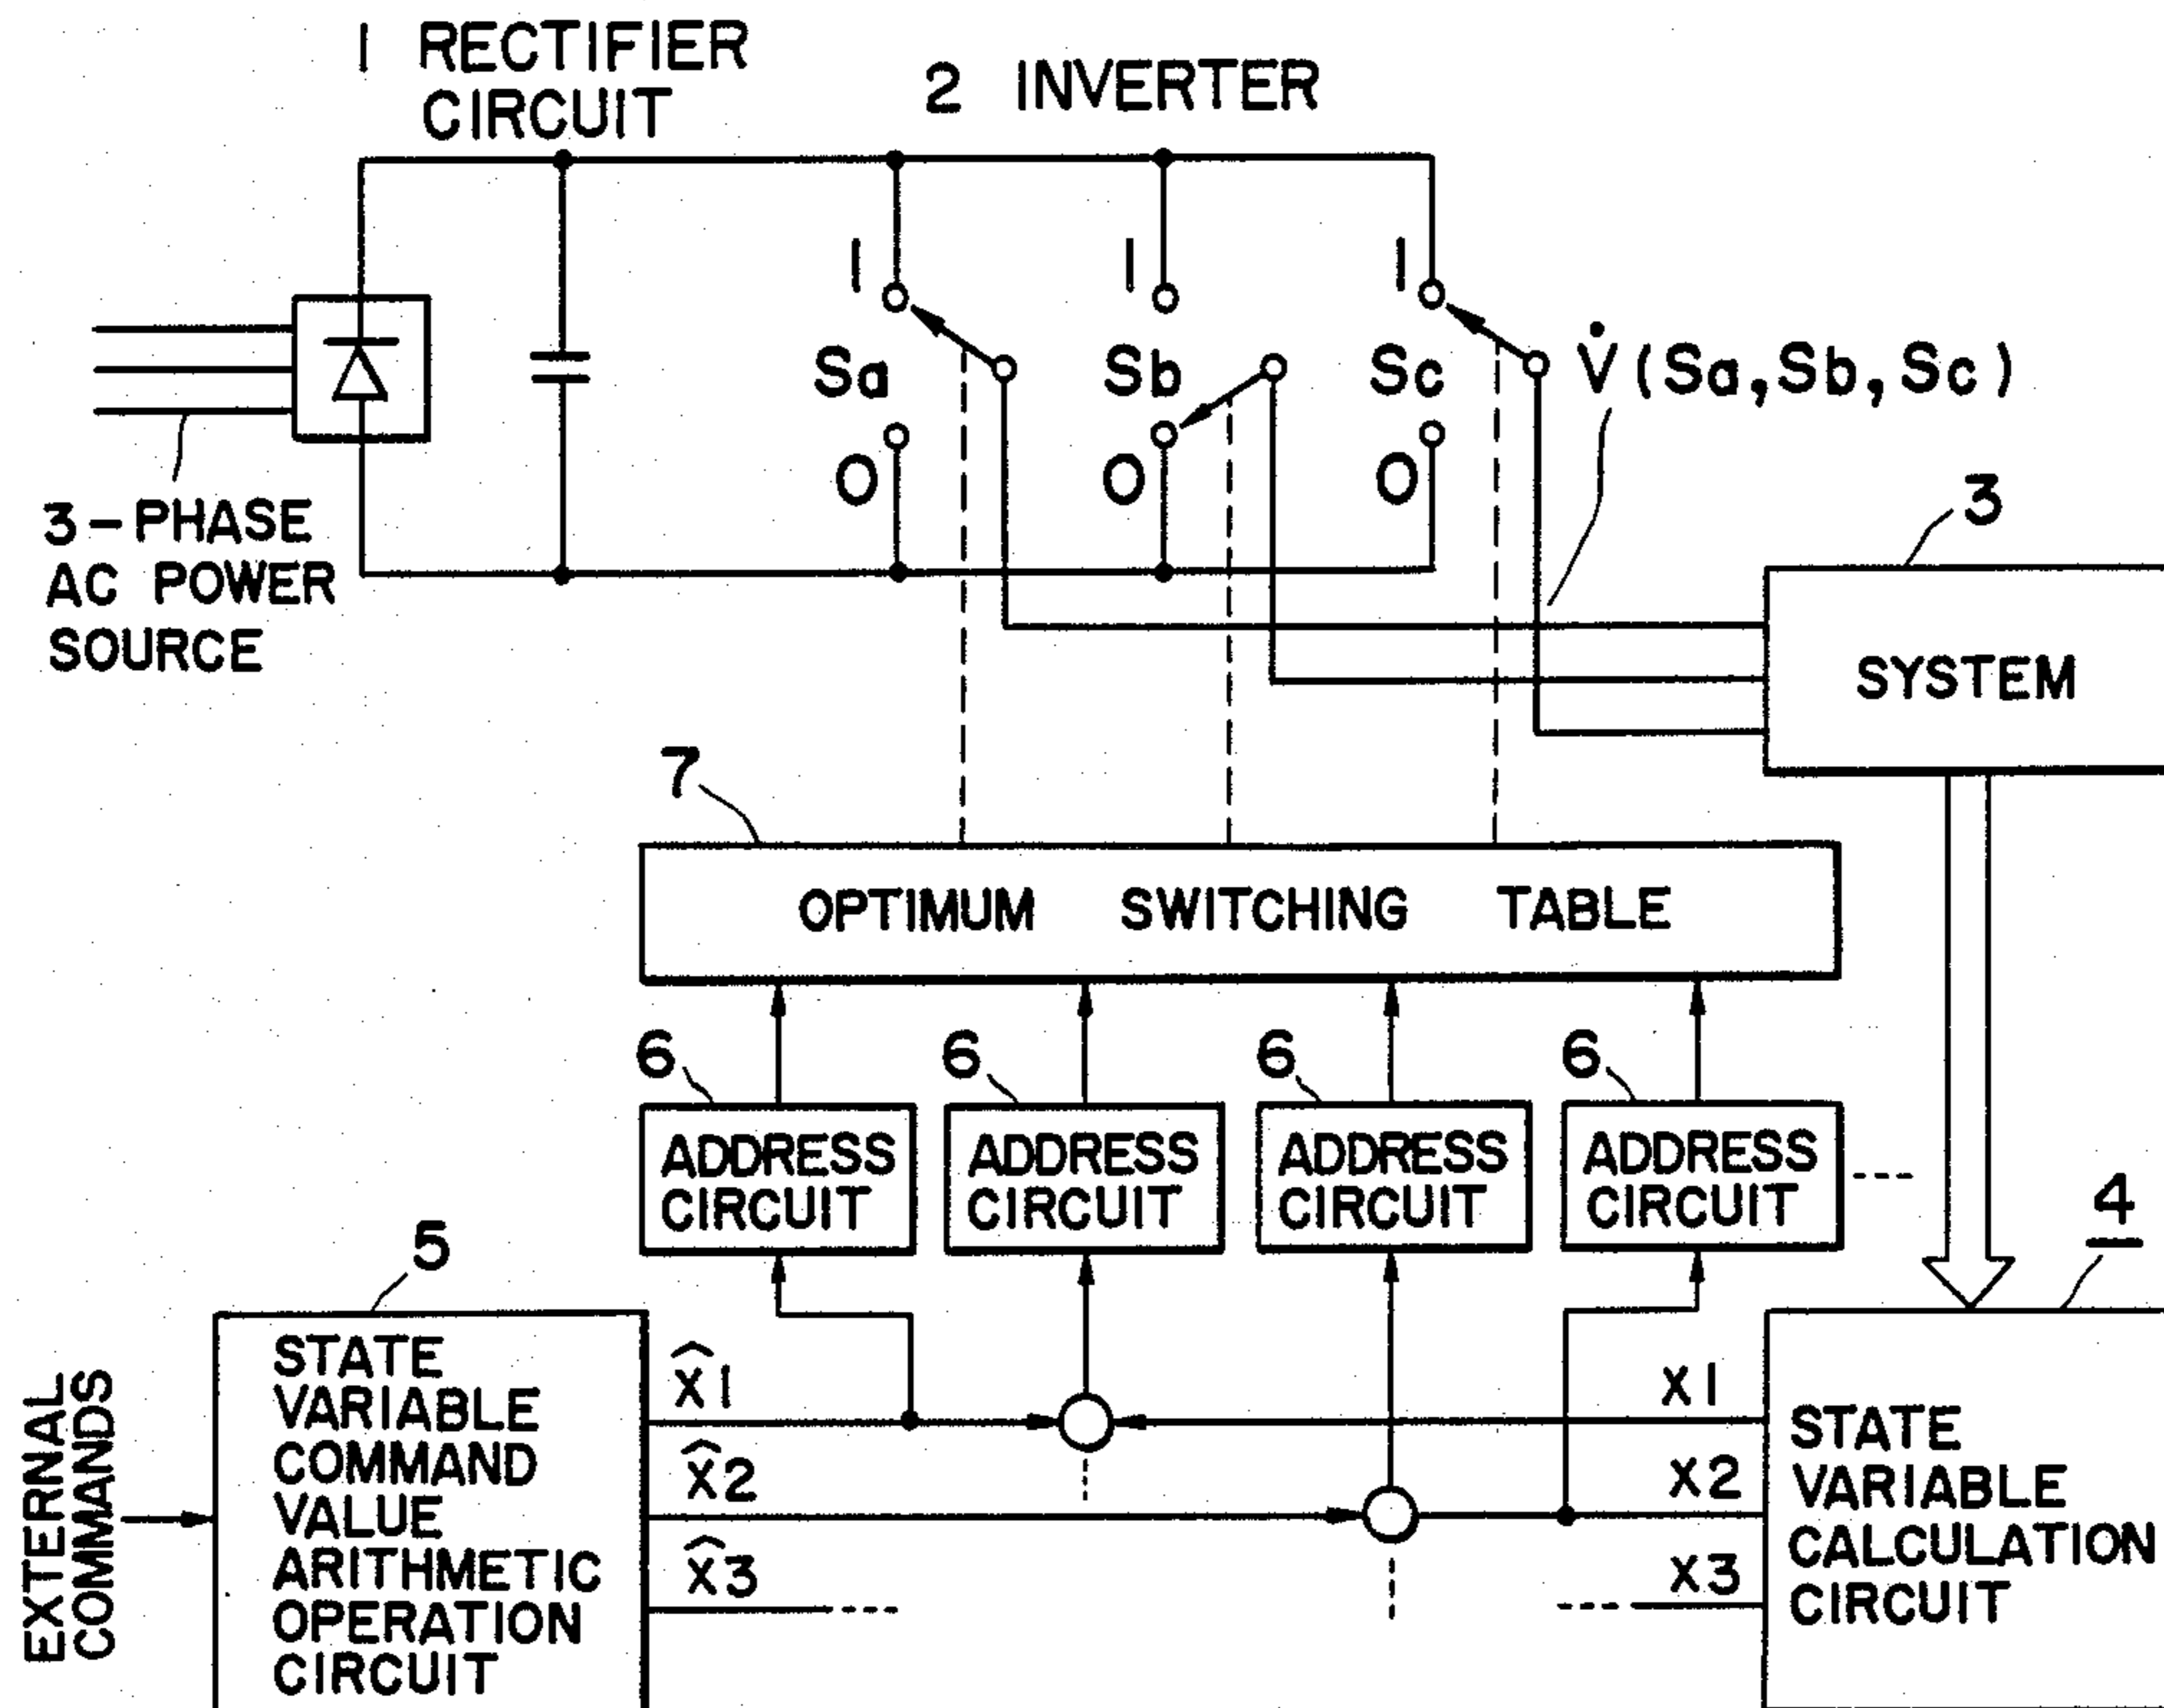 1 RECTIFIER
CIRCUIT
2 INVERTER
1
1
1
Sa
Sb
Sc
V̇(Sa,Sb,Sc)
0
0
0
3-PHASE
AC POWER
SOURCE
3
SYSTEM
7
OPTIMUM SWITCHING TABLE
6
6
6
6
ADDRESS
CIRCUIT
ADDRESS
CIRCUIT
ADDRESS
CIRCUIT
ADDRESS
CIRCUIT
4
5
EXTERNAL
COMMANDS
STATE
VARIABLE
COMMAND
VALUE
ARITHMETIC
OPERATION
CIRCUIT
x̂1
x̂2
x̂3
x1
x2
x3
STATE
VARIABLE
CALCULATION
CIRCUIT